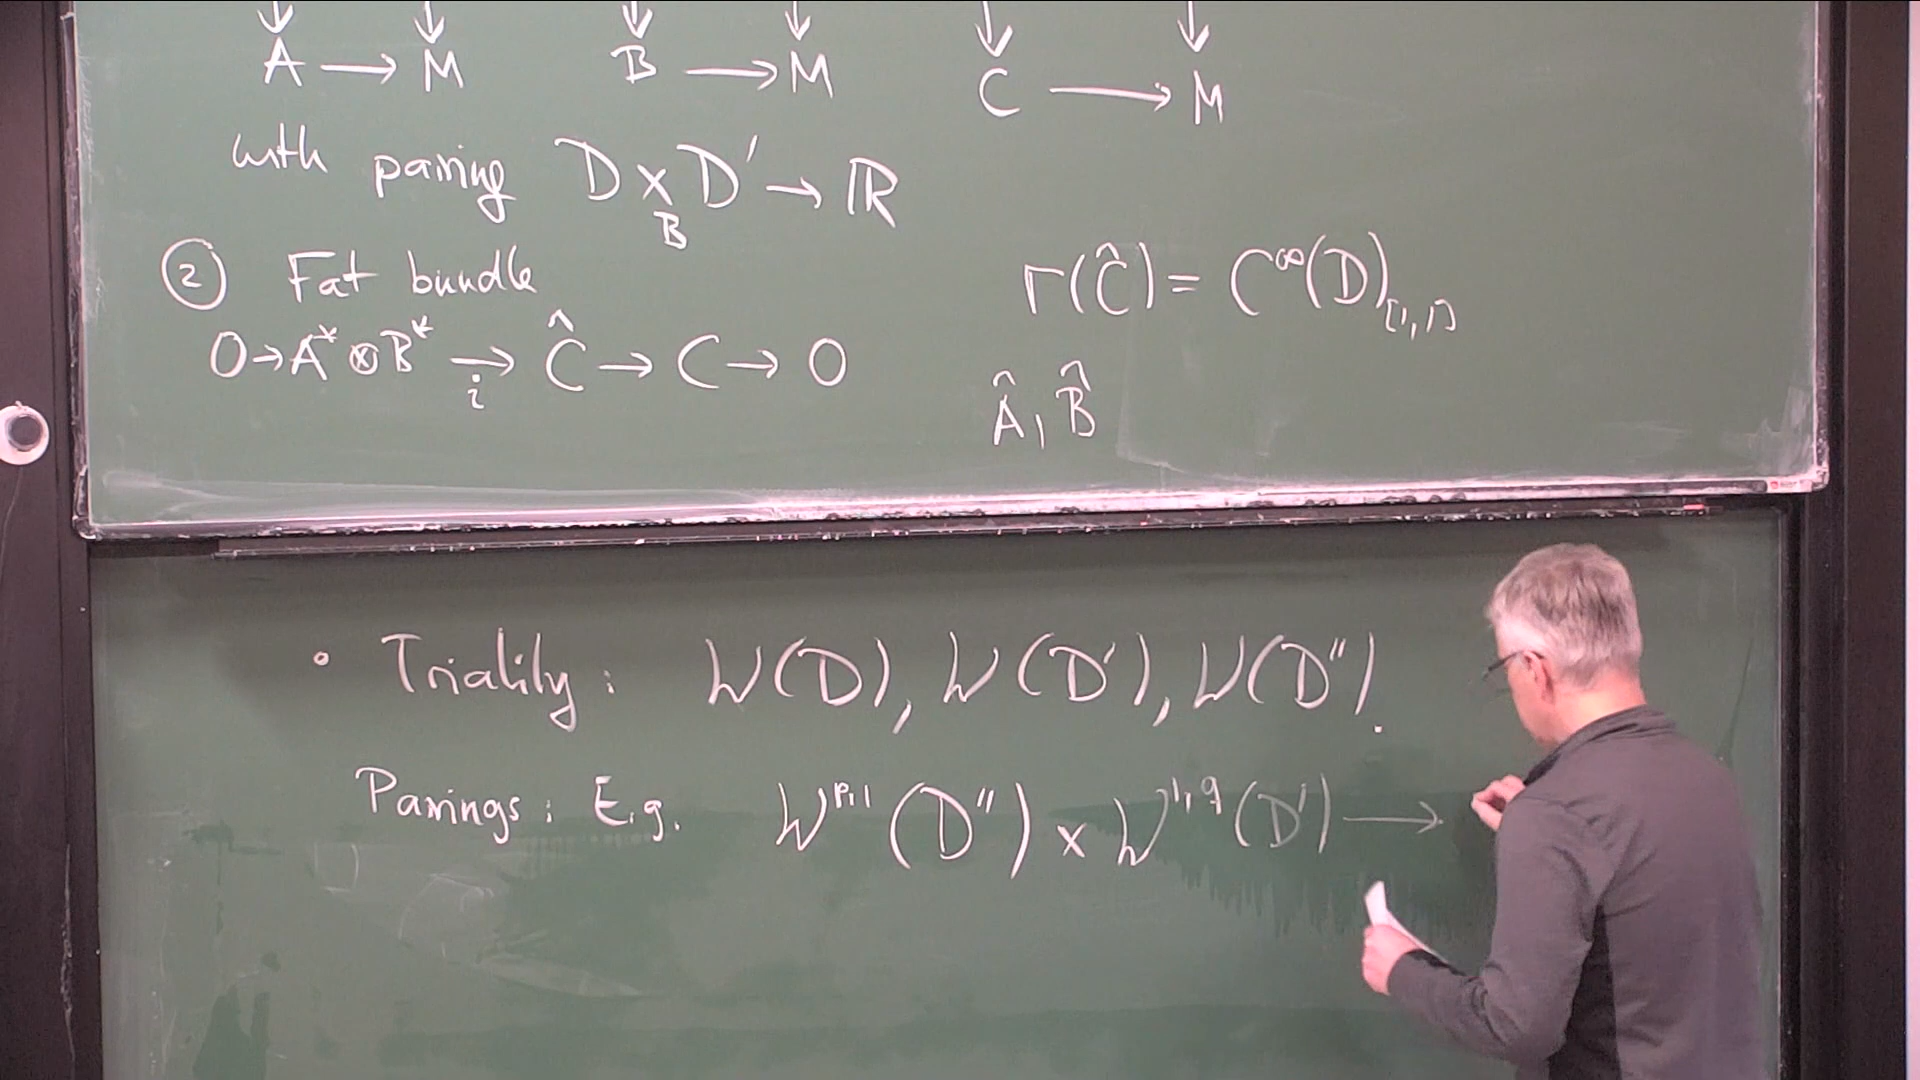 ↓ ↓ ↓ ↓ ↓ ↓
A → M B → M C → M
with pairing D ×_B D' → ℝ
② Fat bundle
Γ(Ĉ) = C^∞(D)_[1,1]
0 → A* ⊗ B* →_i Ĉ → C → 0
Â, B̂
• Triality: W(D), W(D'), W(D'').
Pairings: E.g. W^{p,1}(D'') × W^{1,q}(D') →